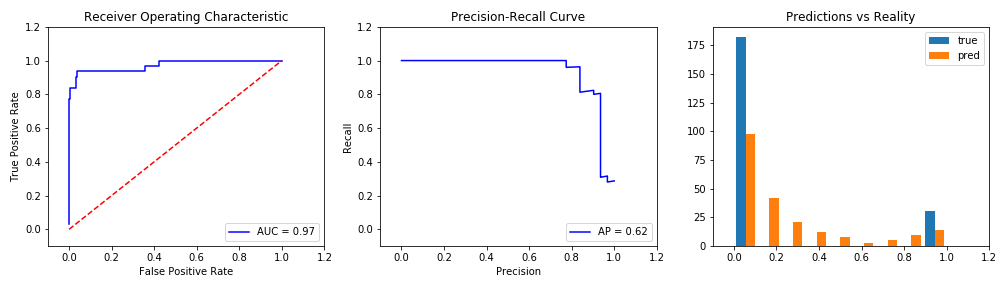 Receiver Operating Characteristic
1.2
1.0
0.8
0.6
0.4
0.2
0.0
True Positive Rate
0.0 0.2 0.4 0.6 0.8 1.0 1.2
False Positive Rate
AUC = 0.97
Precision-Recall Curve
1.2
1.0
0.8
0.6
0.4
0.2
0.0
Recall
0.0 0.2 0.4 0.6 0.8 1.0 1.2
Precision
AP = 0.62
Predictions vs Reality
175
150
125
100
75
50
25
0
0.0 0.2 0.4 0.6 0.8 1.0 1.2
true
pred